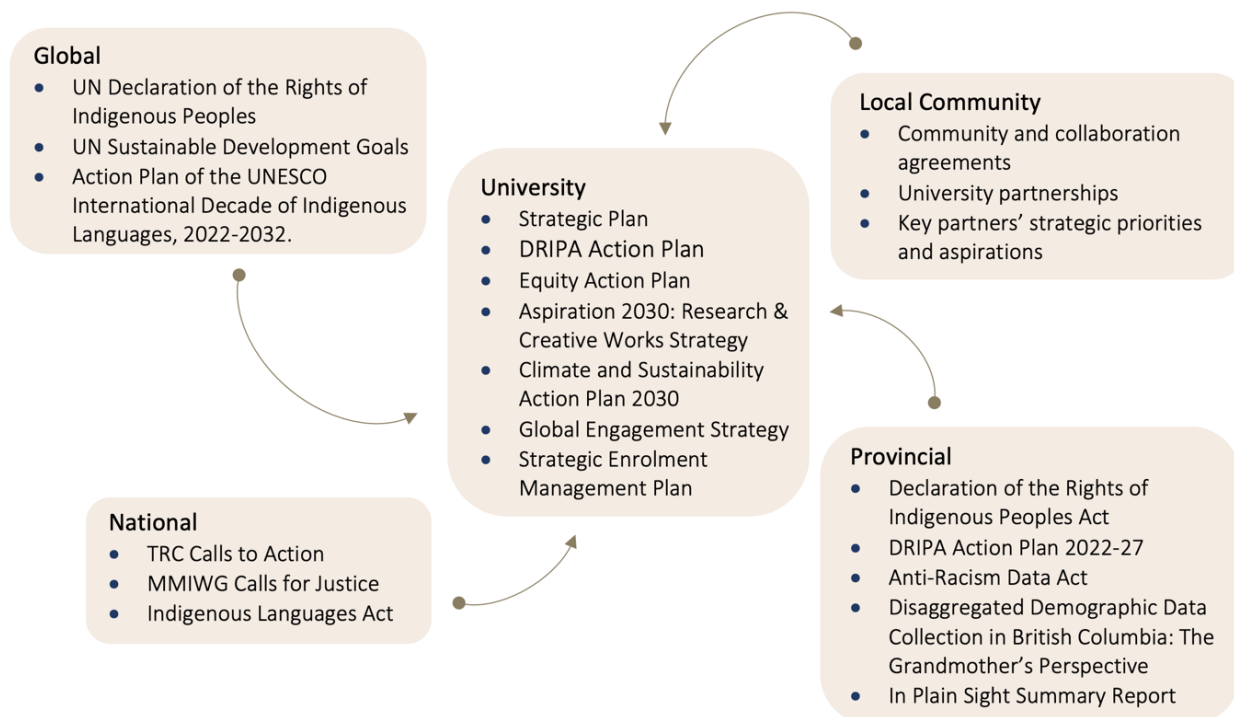 Global
• UN Declaration of the Rights of
Indigenous Peoples
• UN Sustainable Development Goals
• Action Plan of the UNESCO
International Decade of Indigenous
Languages, 2022-2032.
Local Community
• Community and collaboration
agreements
• University partnerships
• Key partners’ strategic priorities
and aspirations
University
• Strategic Plan
• DRIPA Action Plan
• Equity Action Plan
• Aspiration 2030: Research &
Creative Works Strategy
• Climate and Sustainability
Action Plan 2030
• Global Engagement Strategy
• Strategic Enrolment
Management Plan
National
• TRC Calls to Action
• MMIWG Calls for Justice
• Indigenous Languages Act
Provincial
• Declaration of the Rights of
Indigenous Peoples Act
• DRIPA Action Plan 2022-27
• Anti-Racism Data Act
• Disaggregated Demographic Data
Collection in British Columbia: The
Grandmother’s Perspective
• In Plain Sight Summary Report